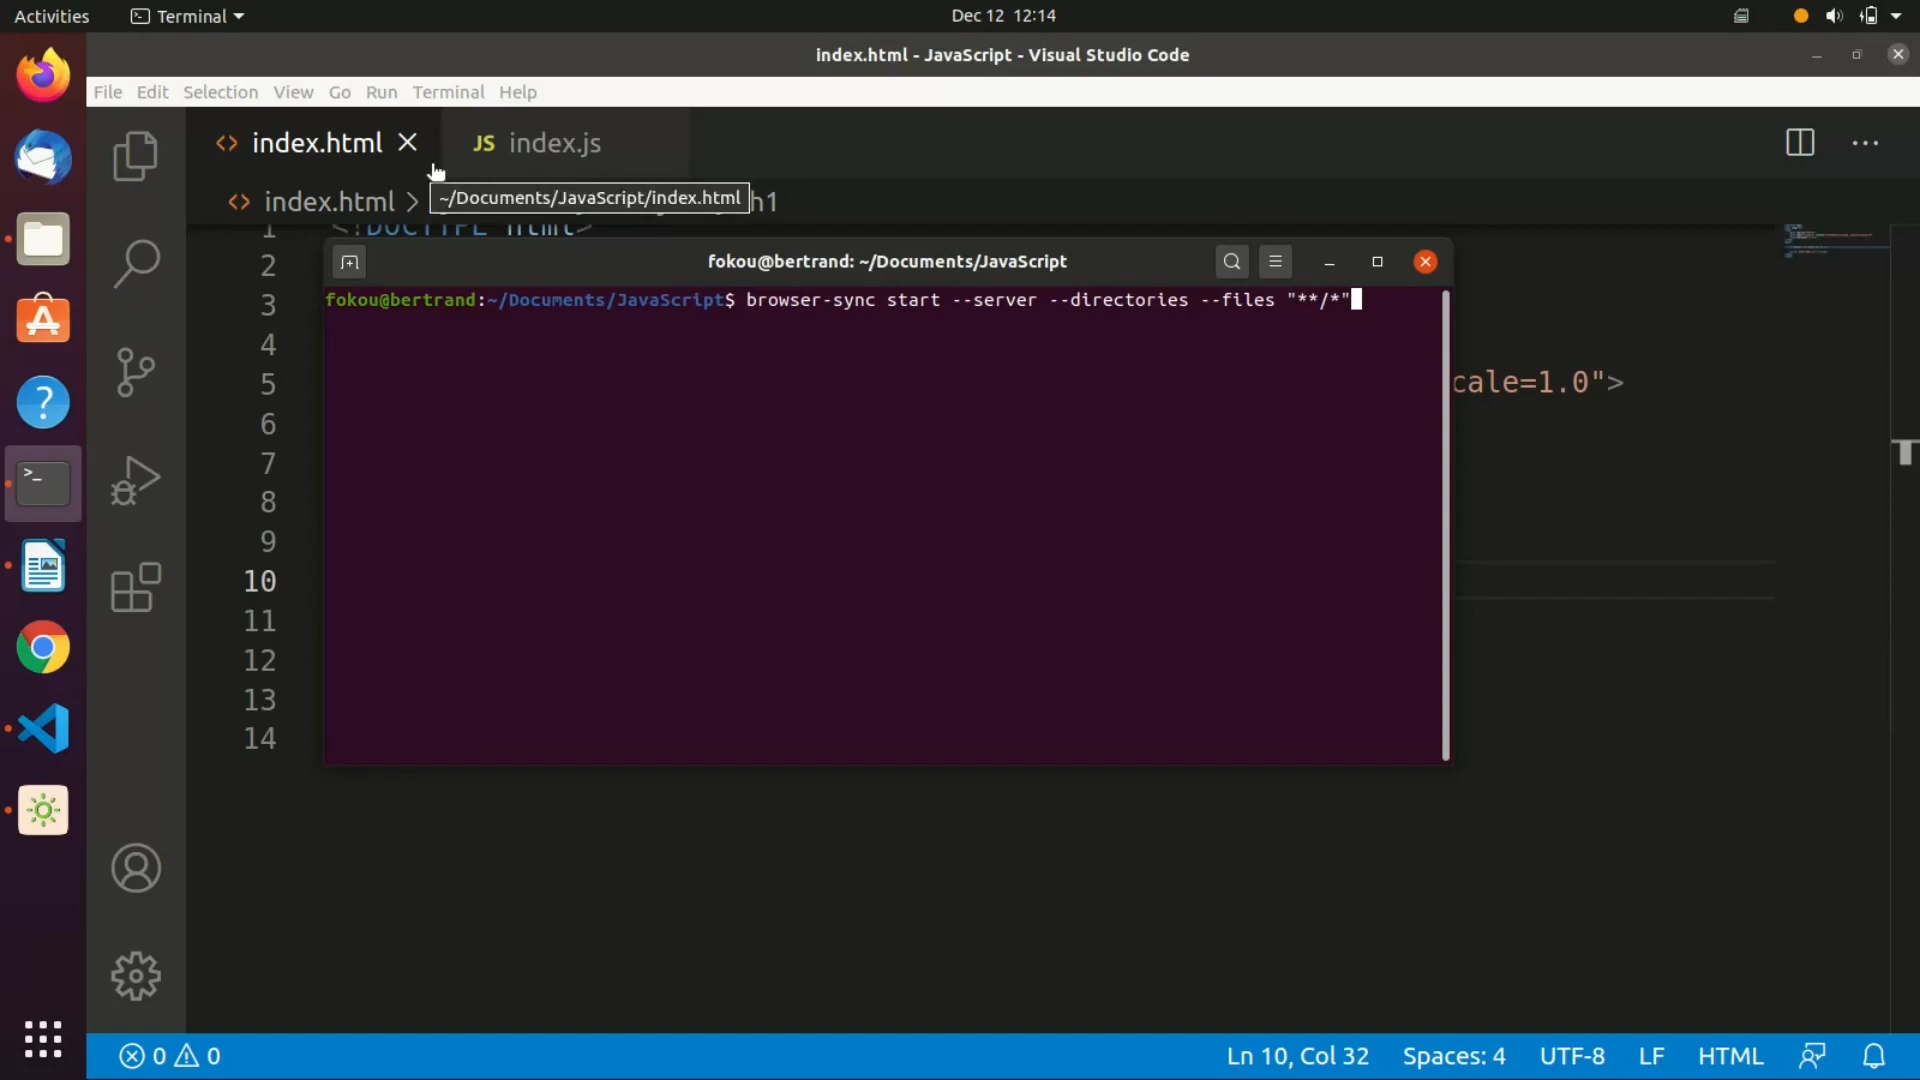 Activities Terminal Dec 12 12:14
index.html - JavaScript - Visual Studio Code
File Edit Selection View Go Run Terminal Help
index.html JS index.js
index.html > ~/Documents/JavaScript/index.html h1
1 <!DOCTYPE html>
2
fokou@bertrand: ~/Documents/JavaScript
3
fokou@bertrand:~/Documents/JavaScript$ browser-sync start --server --directories --files "**/*"
4
5 cale=1.0">
6
7
8
9
10
11
12
13
14
0 0 Ln 10, Col 32 Spaces: 4 UTF-8 LF HTML